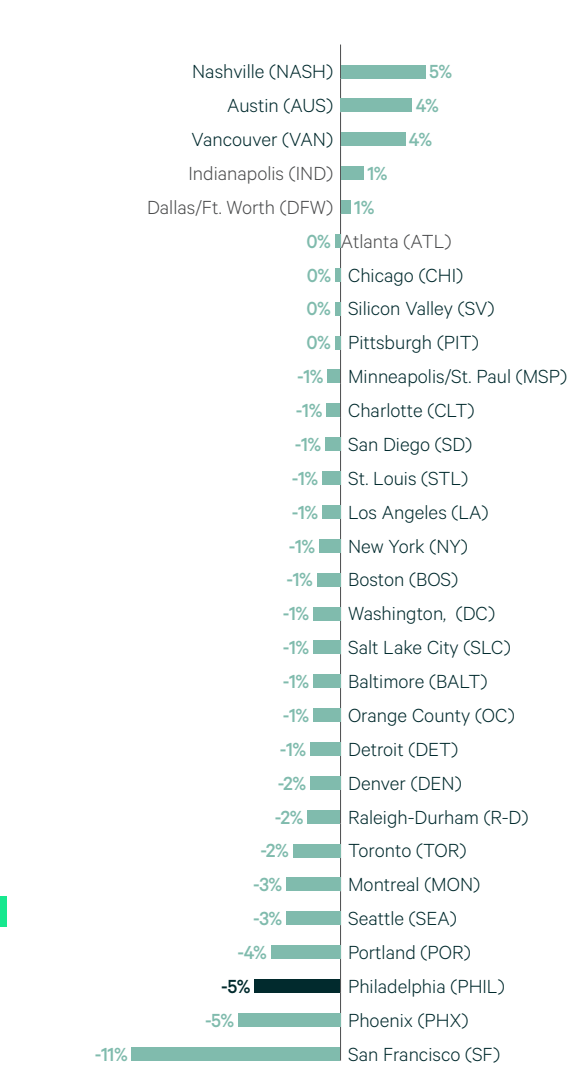 Nashville (NASH) 5%
Austin (AUS) 4%
Vancouver (VAN) 4%
Indianapolis (IND) 1%
Dallas/Ft. Worth (DFW) 1%
0% Atlanta (ATL)
0% Chicago (CHI)
0% Silicon Valley (SV)
0% Pittsburgh (PIT)
-1% Minneapolis/St. Paul (MSP)
-1% Charlotte (CLT)
-1% San Diego (SD)
-1% St. Louis (STL)
-1% Los Angeles (LA)
-1% New York (NY)
-1% Boston (BOS)
-1% Washington, (DC)
-1% Salt Lake City (SLC)
-1% Baltimore (BALT)
-1% Orange County (OC)
-1% Detroit (DET)
-2% Denver (DEN)
-2% Raleigh-Durham (R-D)
-2% Toronto (TOR)
-3% Montreal (MON)
-3% Seattle (SEA)
-4% Portland (POR)
-5% Philadelphia (PHIL)
-5% Phoenix (PHX)
-11% San Francisco (SF)